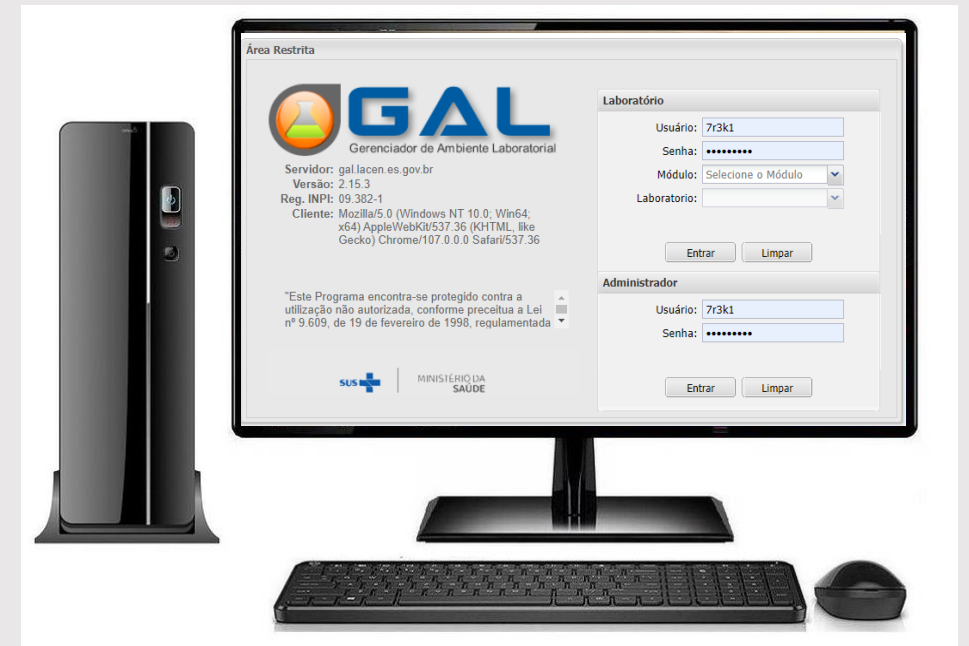 Área Restrita
GAL
Gerenciador de Ambiente Laboratorial
Servidor: gal.lacen.es.gov.br
Versão: 2.15.3
Reg. INPI: 09.382-1
Cliente: Mozilla/5.0 (Windows NT 10.0; Win64;
x64) AppleWebKit/537.36 (KHTML, like
Gecko) Chrome/107.0.0.0 Safari/537.36
"Este Programa encontra-se protegido contra a
utilização não autorizada, conforme preceitua a Lei
nº 9.609, de 19 de fevereiro de 1998, regulamentada
SUS
MINISTÉRIO DA
SAÚDE
Laboratório
Usuário: 7r3k1
Senha: •••••••••
Módulo: Selecione o Módulo
Laboratorio:
Entrar Limpar
Administrador
Usuário: 7r3k1
Senha: •••••••••
Entrar Limpar